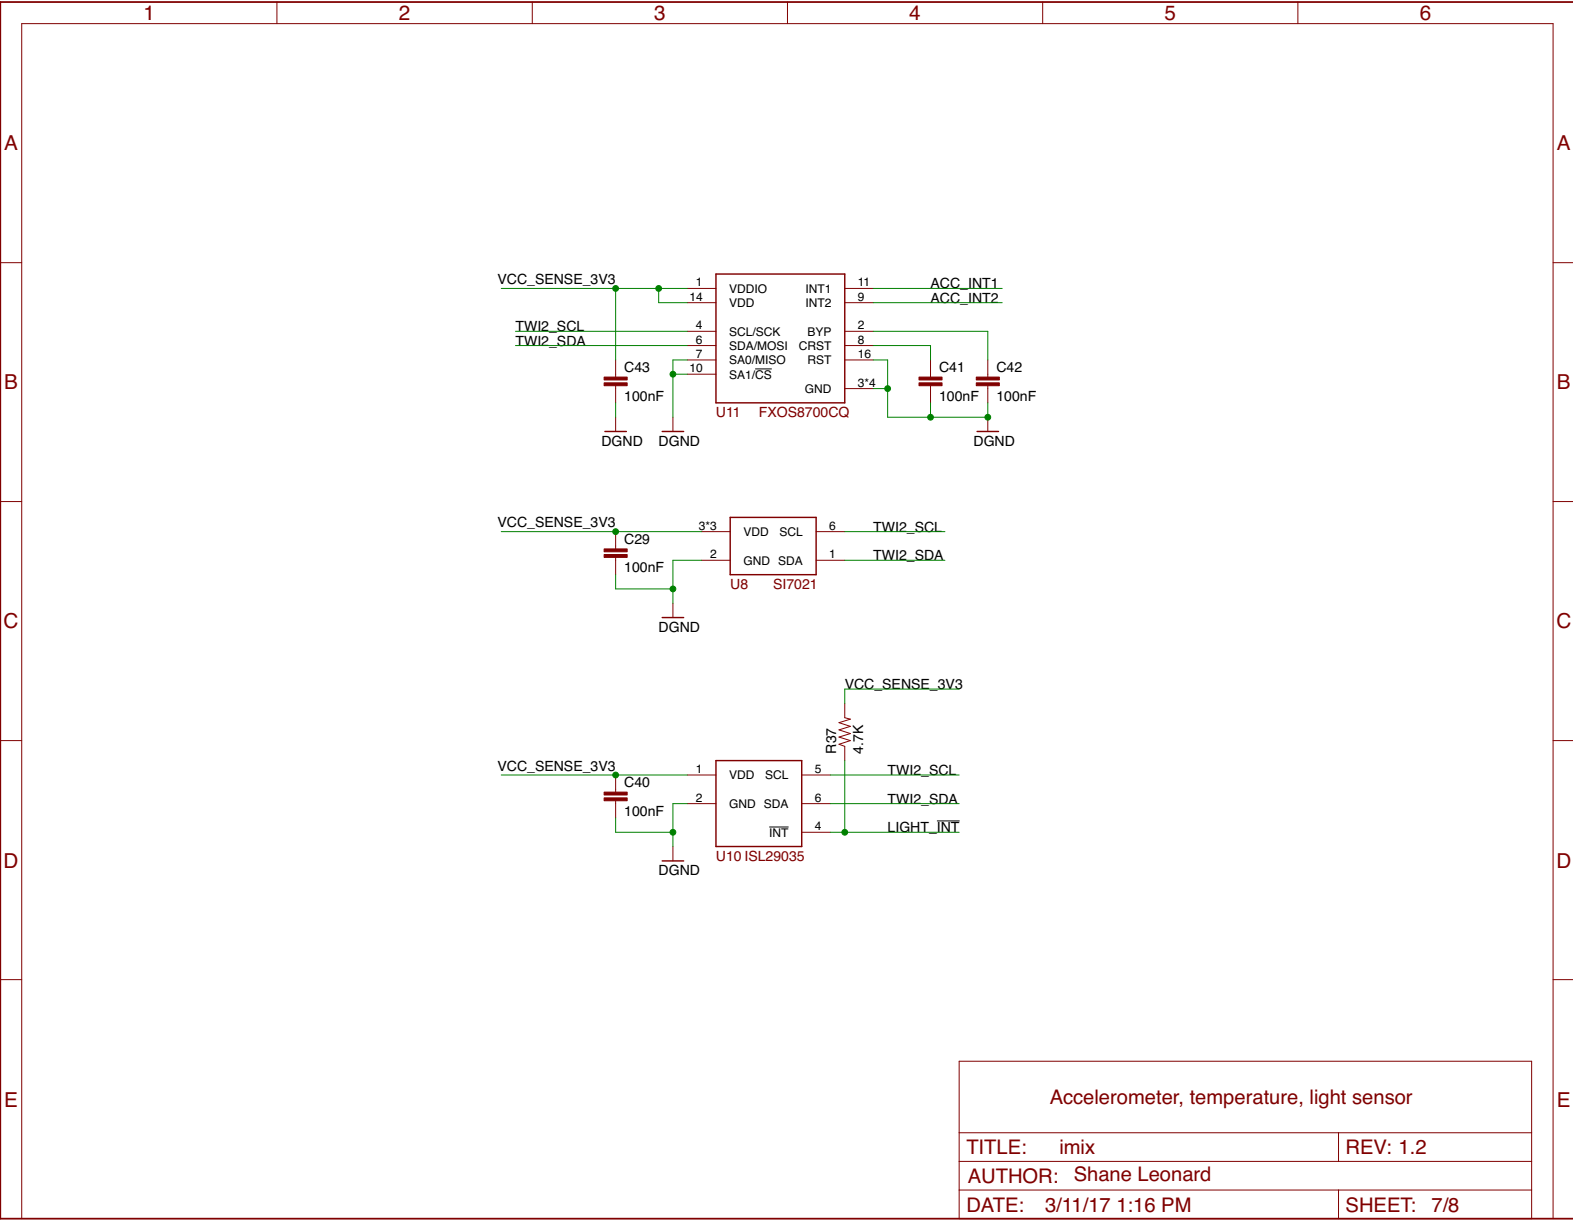 1 2 3 4 5 6
A A
VCC_SENSE_3V3 1 VDDIO INT1 11 ACC_INT1
14 VDD INT2 9 ACC_INT2
TWI2_SCL 4 SCL/SCK BYP 2
TWI2_SDA 6 SDA/MOSI CRST 8
7 SA0/MISO RST 16
10 SA1/CS
C43 C41 C42
B GND 3*4 B
100nF 100nF 100nF
U11 FXOS8700CQ
DGND DGND DGND
VCC_SENSE_3V3 3*3 VDD SCL 6 TWI2_SCL
C29
100nF 2 GND SDA 1 TWI2_SDA
U8 SI7021
C C
DGND
VCC_SENSE_3V3
R37 4.7K
VCC_SENSE_3V3 1 VDD SCL 5 TWI2_SCL
C40
100nF 2 GND SDA 6 TWI2_SDA
INT 4 LIGHT_INT
U10 ISL29035
D D
DGND
E E
Accelerometer, temperature, light sensor
TITLE: imix REV: 1.2
AUTHOR: Shane Leonard
DATE: 3/11/17 1:16 PM SHEET: 7/8